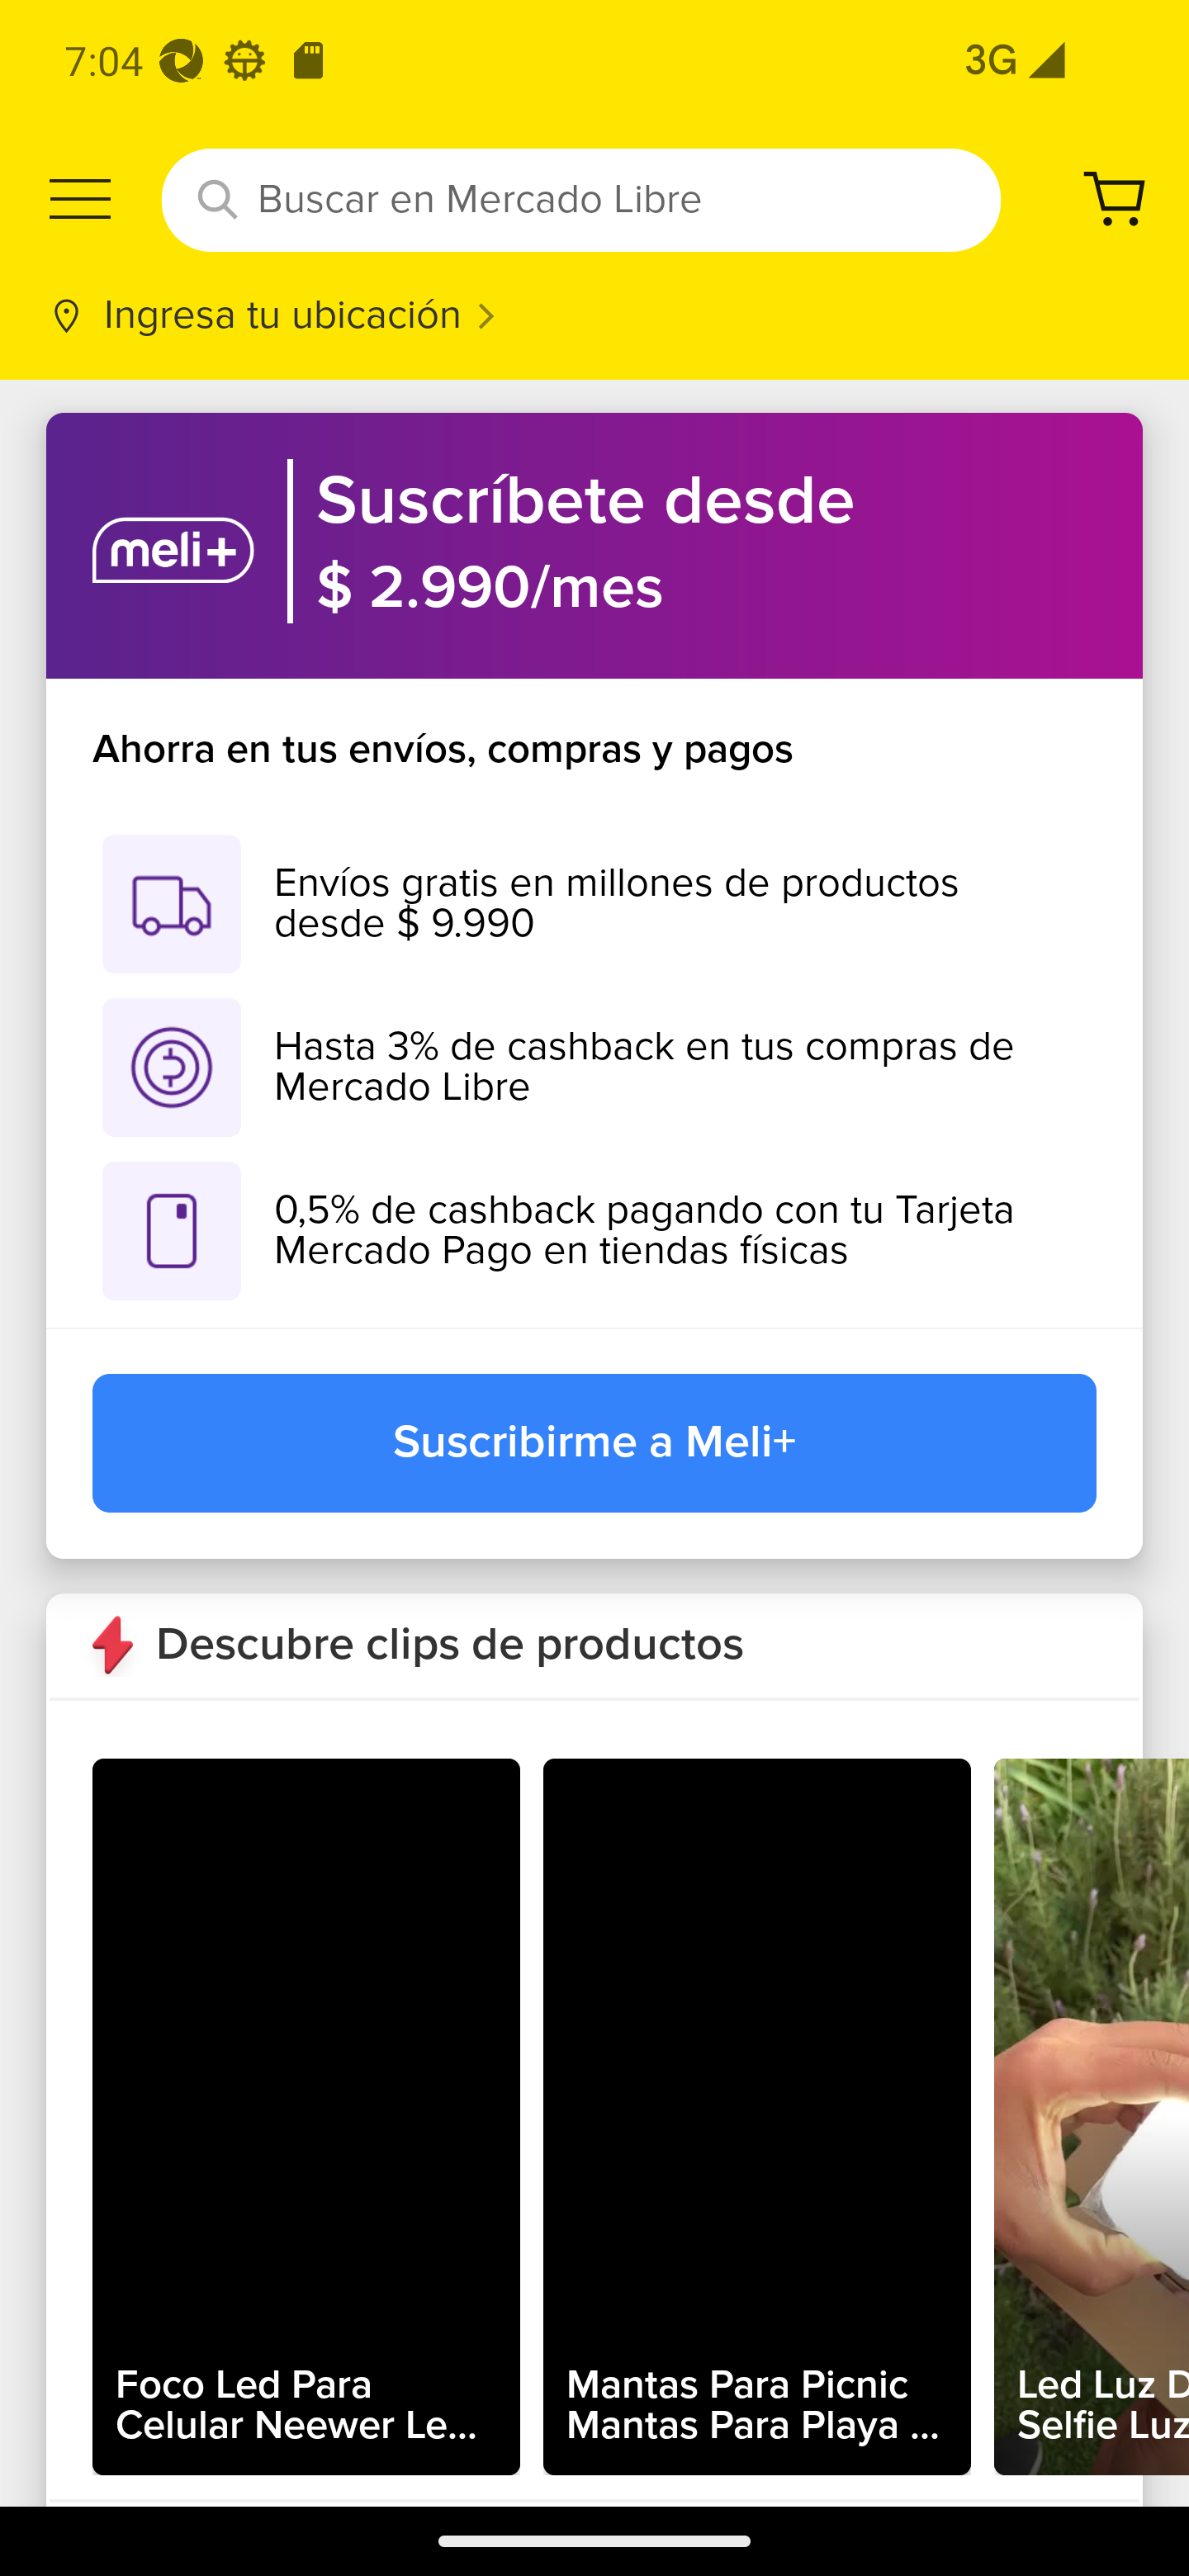 7:04
3G
Buscar en Mercado Libre
Ingresa tu ubicación
meli+
Suscríbete desde
$ 2.990/mes
Ahorra en tus envíos, compras y pagos
Envíos gratis en millones de productos
desde $ 9.990
Hasta 3% de cashback en tus compras de
Mercado Libre
0,5% de cashback pagando con tu Tarjeta
Mercado Pago en tiendas físicas
Suscribirme a Meli+
Descubre clips de productos
Foco Led Para
Celular Neewer Le...
Mantas Para Picnic
Mantas Para Playa ...
Led Luz D
Selfie Luz